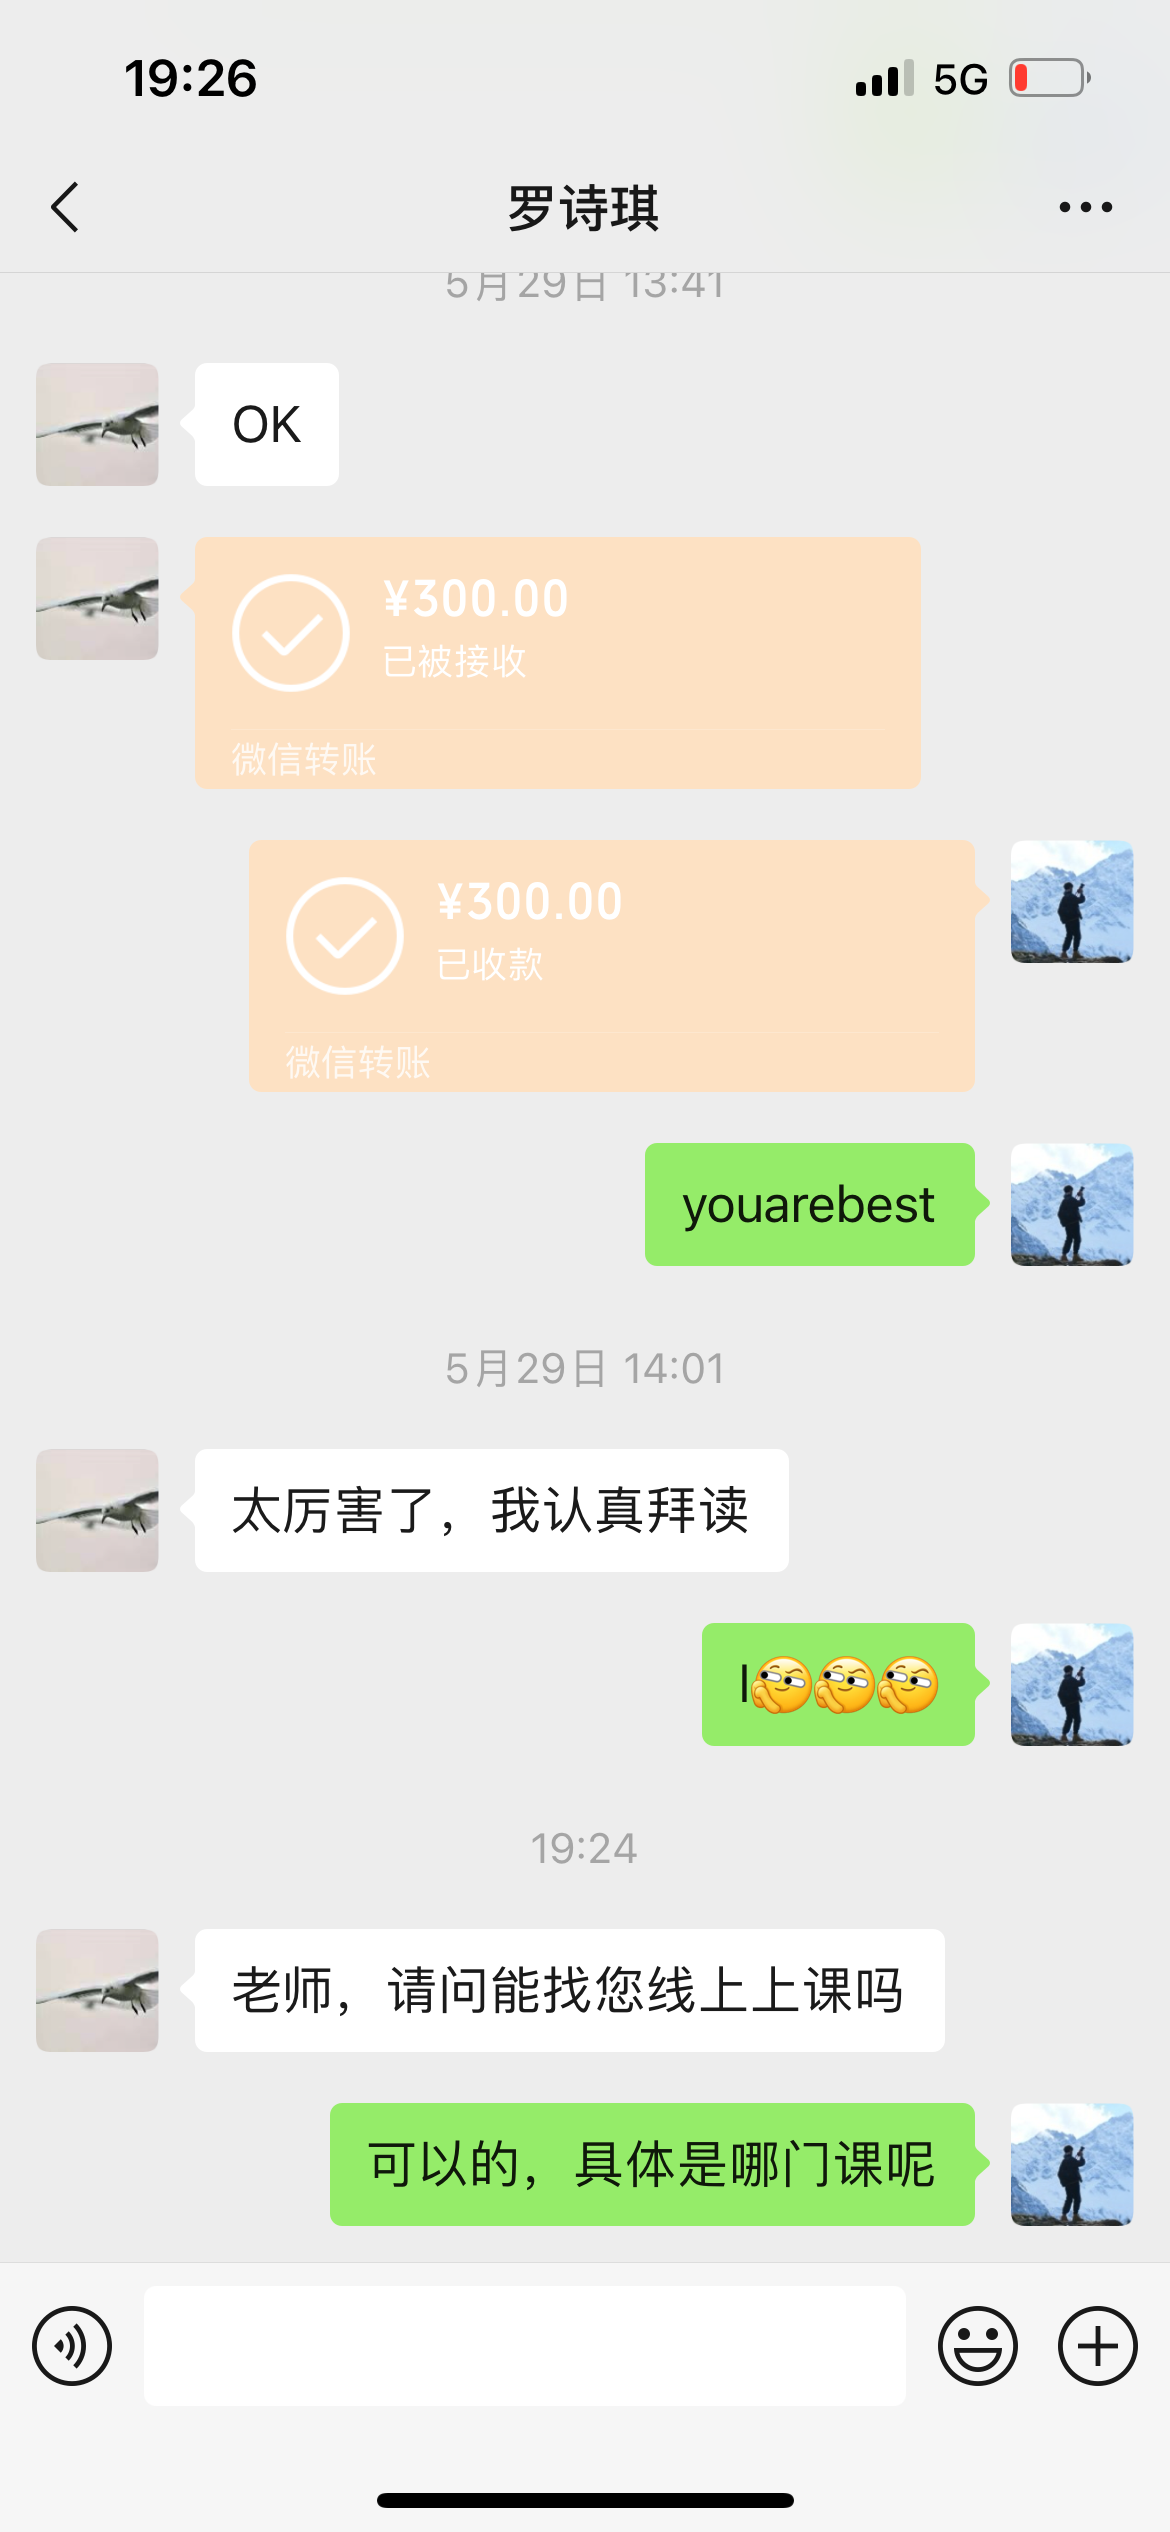 19:26
5G
罗诗琪
5月29日 13:41
OK
¥300.00
已被接收
微信转账
¥300.00
已收款
微信转账
youarebest
5月29日 14:01
太厉害了，我认真拜读
l🫣🫣🫣
19:24
老师，请问能找您线上上课吗
可以的，具体是哪门课呢